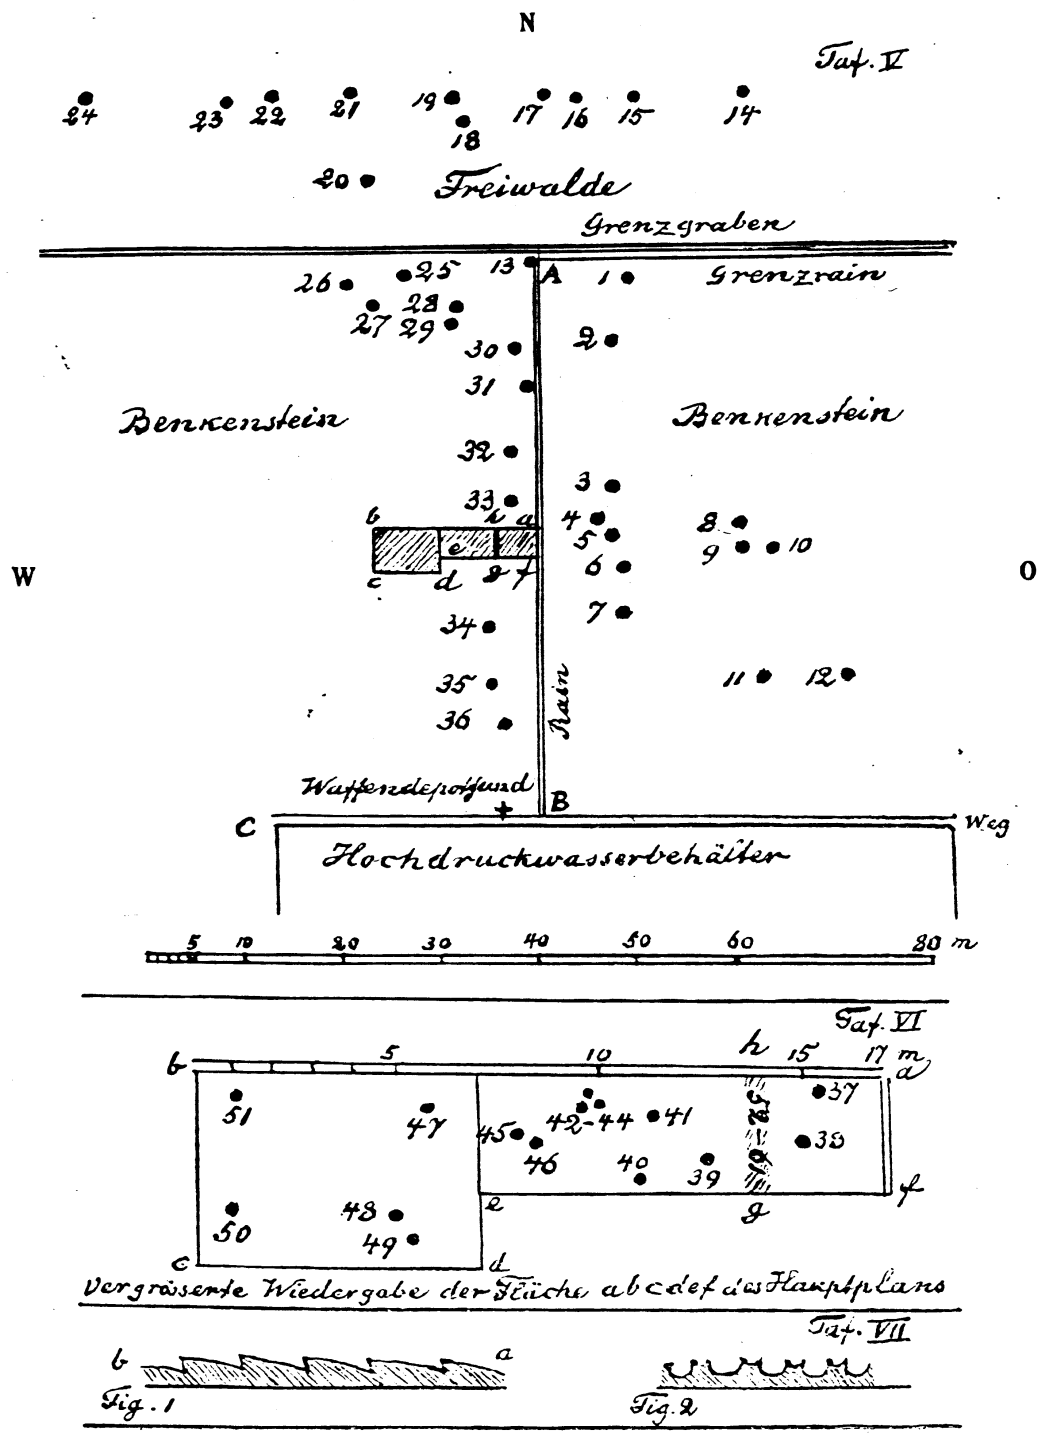 N
Taf. V
24 23 22 21 19 17 16 15 14
18
20 Freiwalde
Grenzgraben
13 A 1 Grenzrain
26 25
28
27 29
30 2
31
Benkenstein Benkenstein
32
33 3
b h a 4 8
e 5 9 10
W c d g f 6 O
7
34
35 11 12
36 Rain
Waffendepotfund
B
C Weg
Hochdruckwasserbehälter
5 10 20 30 40 50 60 80 m
Taf. VI
b 5 10 h 15 17 m
a
51 47 42-44 41 37
45 46 40 39 38
50 48 e g f
49
c d
Vergrösserte Wiedergabe der Fläche abcdef des Hauptplans
Taf. VII
b a
Fig. 1 Fig. 2